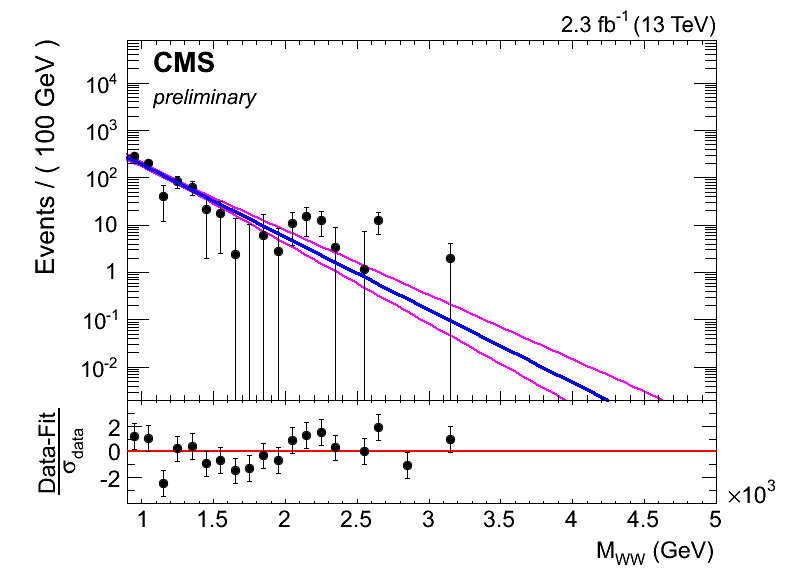 2.3 fb⁻¹ (13 TeV)
CMS
preliminary
Events / ( 100 GeV )
10⁴
10³
10²
10
1
10⁻¹
10⁻²
Data-Fit
σ_data
2
0
-2
1 1.5 2 2.5 3 3.5 4 4.5 5
×10³
M_WW (GeV)